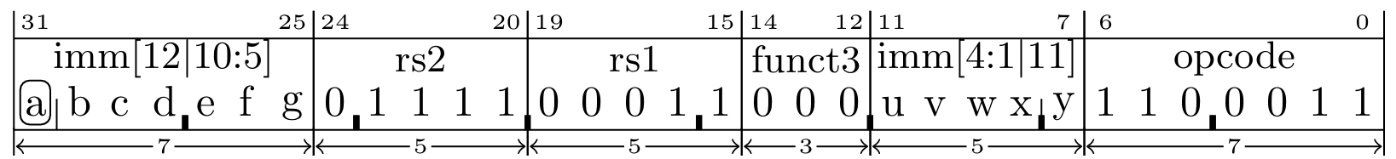 31 25 24 20 19 15 14 12 11 7 6 0
imm[12|10:5] rs2 rs1 funct3 imm[4:1|11] opcode
a b c d e f g 0 1 1 1 1 0 0 0 1 1 0 0 0 u v w x y 1 1 0 0 0 1 1
7 5 5 3 5 7